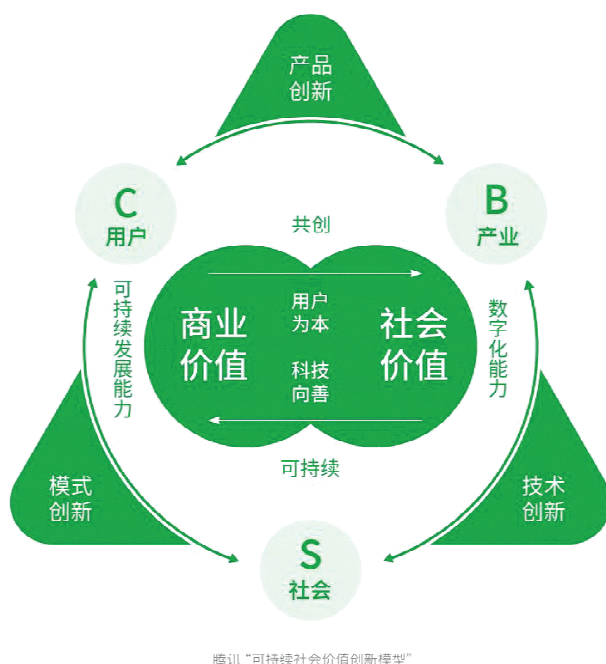 产品
创新
C
用户
B
产业
共创
可持续发展能力
商业
价值
用户
为本
科技
向善
社会
价值
数字化能力
可持续
模式
创新
技术
创新
S
社会
腾讯 “可持续社会价值创新模型”